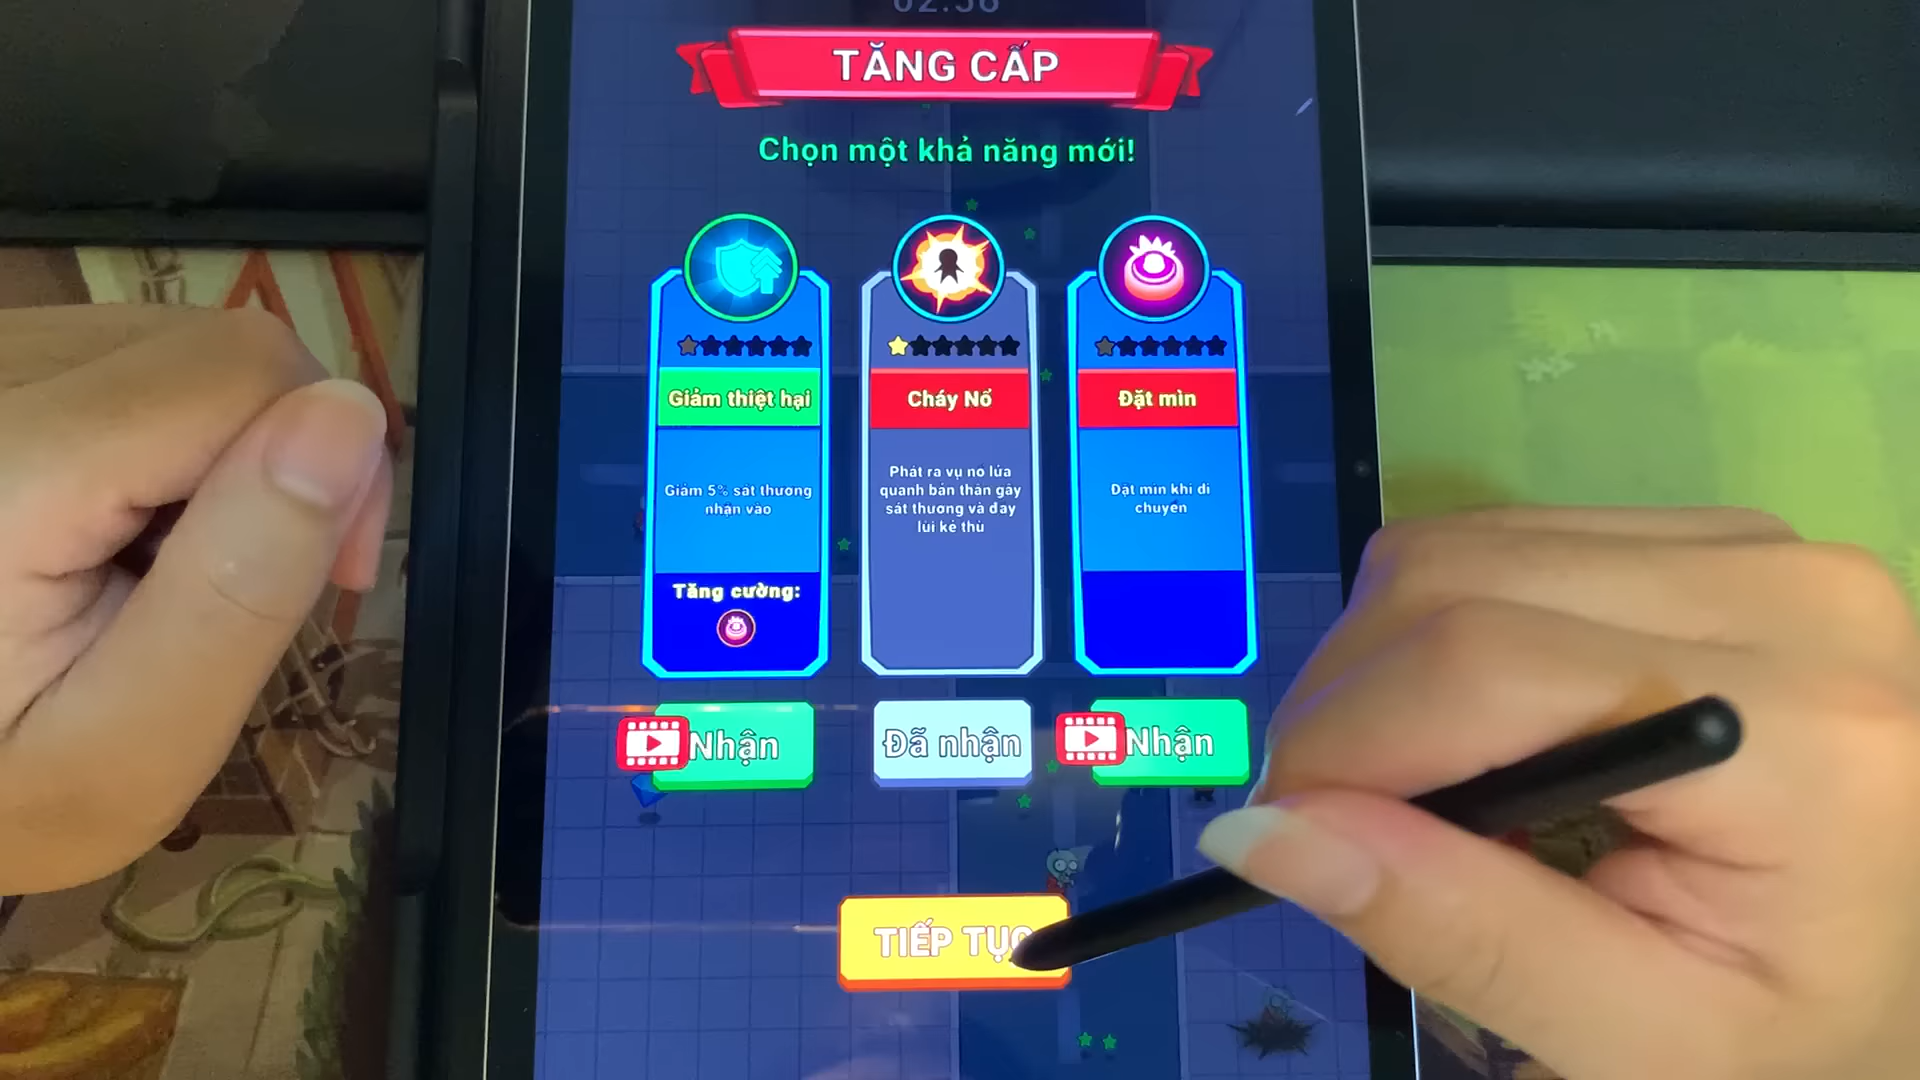 02:56
TĂNG CẤP
Chọn một khả năng mới!
Giảm thiệt hại
Giảm 5% sát thương
nhận vào
Tăng cường:
Nhận
Cháy Nổ
Phát ra vụ nổ lửa
quanh bản thân gây
sát thương và đẩy
lùi kẻ thù
Đã nhận
Đặt mìn
Đặt mìn khi di
chuyển
Nhận
TIẾP TỤC